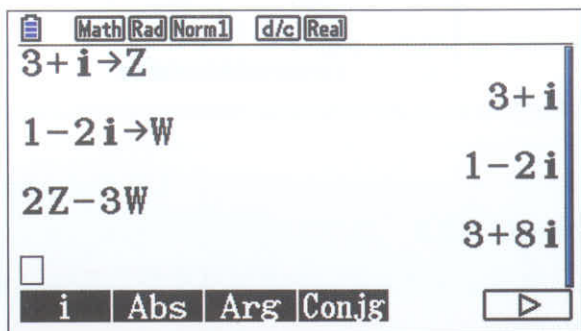 Math Rad Norm1 d/c Real
3+i→Z
3+i
1−2i→W
1−2i
2Z−3W
3+8i
i Abs Arg Conjg